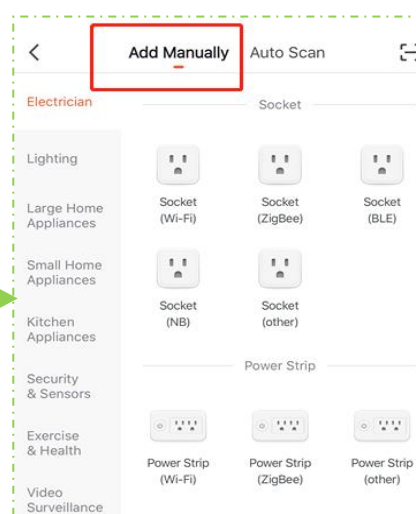 Add Manually Auto Scan
Electrician
Socket
Lighting
Socket Socket Socket
(Wi-Fi) (ZigBee) (BLE)
Large Home
Appliances
Small Home
Appliances
Socket Socket
(NB) (other)
Kitchen
Appliances
Power Strip
Security
& Sensors
Exercise
& Health
Power Strip Power Strip Power Strip
(Wi-Fi) (ZigBee) (other)
Video
Surveillance